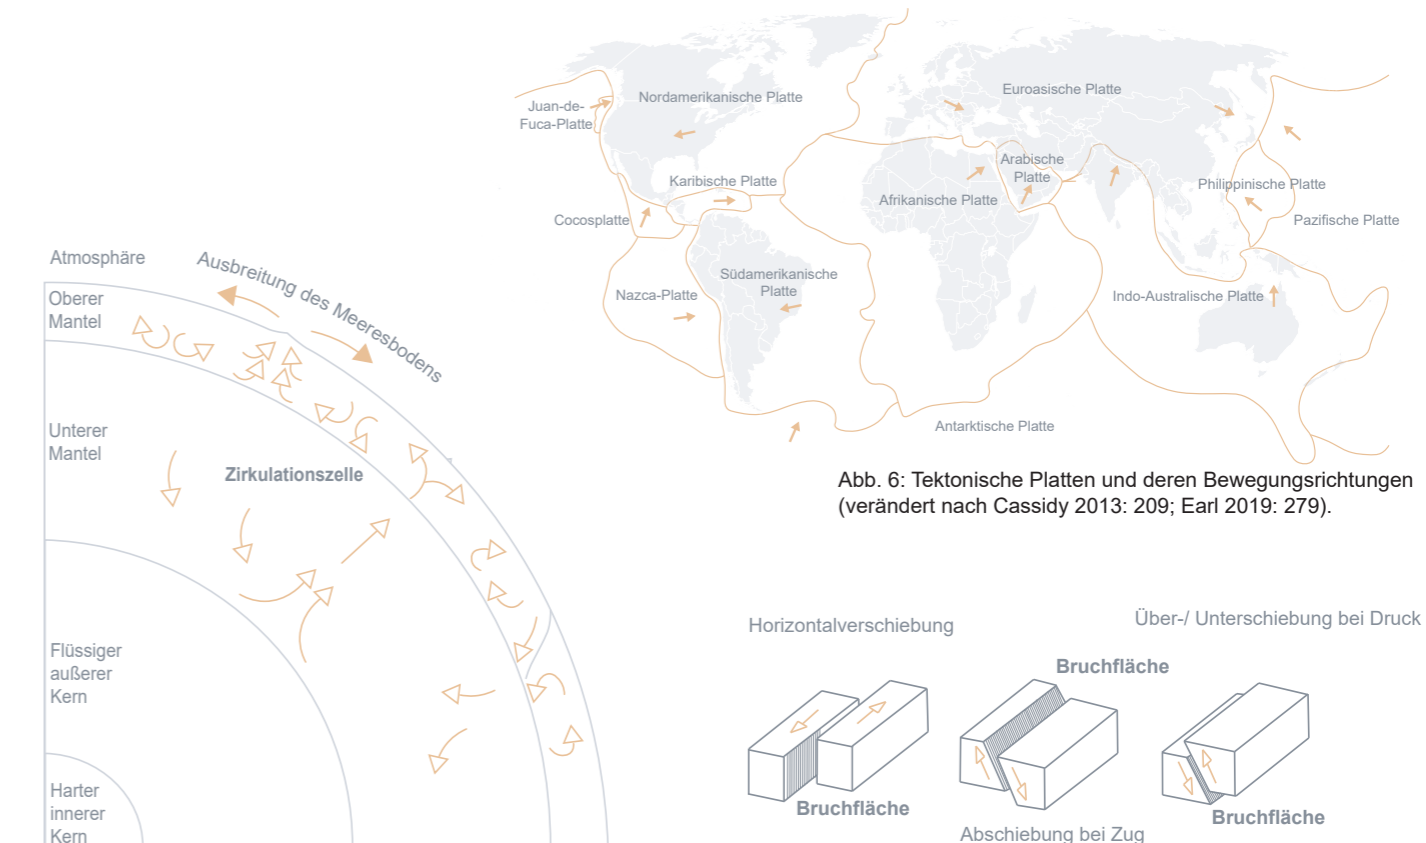 Juan-de-
Fuca-Platte
Nordamerikanische Platte
Euroasische Platte
Karibische Platte
Arabische
Platte
Afrikanische Platte
Philippinische Platte
Cocosplatte
Pazifische Platte
Nazca-Platte
Südamerikanische
Platte
Indo-Australische Platte
Antarktische Platte
Abb. 6: Tektonische Platten und deren Bewegungsrichtungen
(verändert nach Cassidy 2013: 209; Earl 2019: 279).
Atmosphäre
Ausbreitung des Meeresbodens
Oberer
Mantel
Unterer
Mantel
Zirkulationszelle
Flüssiger
äußerer
Kern
Harter
innerer
Kern
Horizontalverschiebung
Über-/ Unterschiebung bei Druck
Bruchfläche
Bruchfläche
Bruchfläche
Abschiebung bei Zug